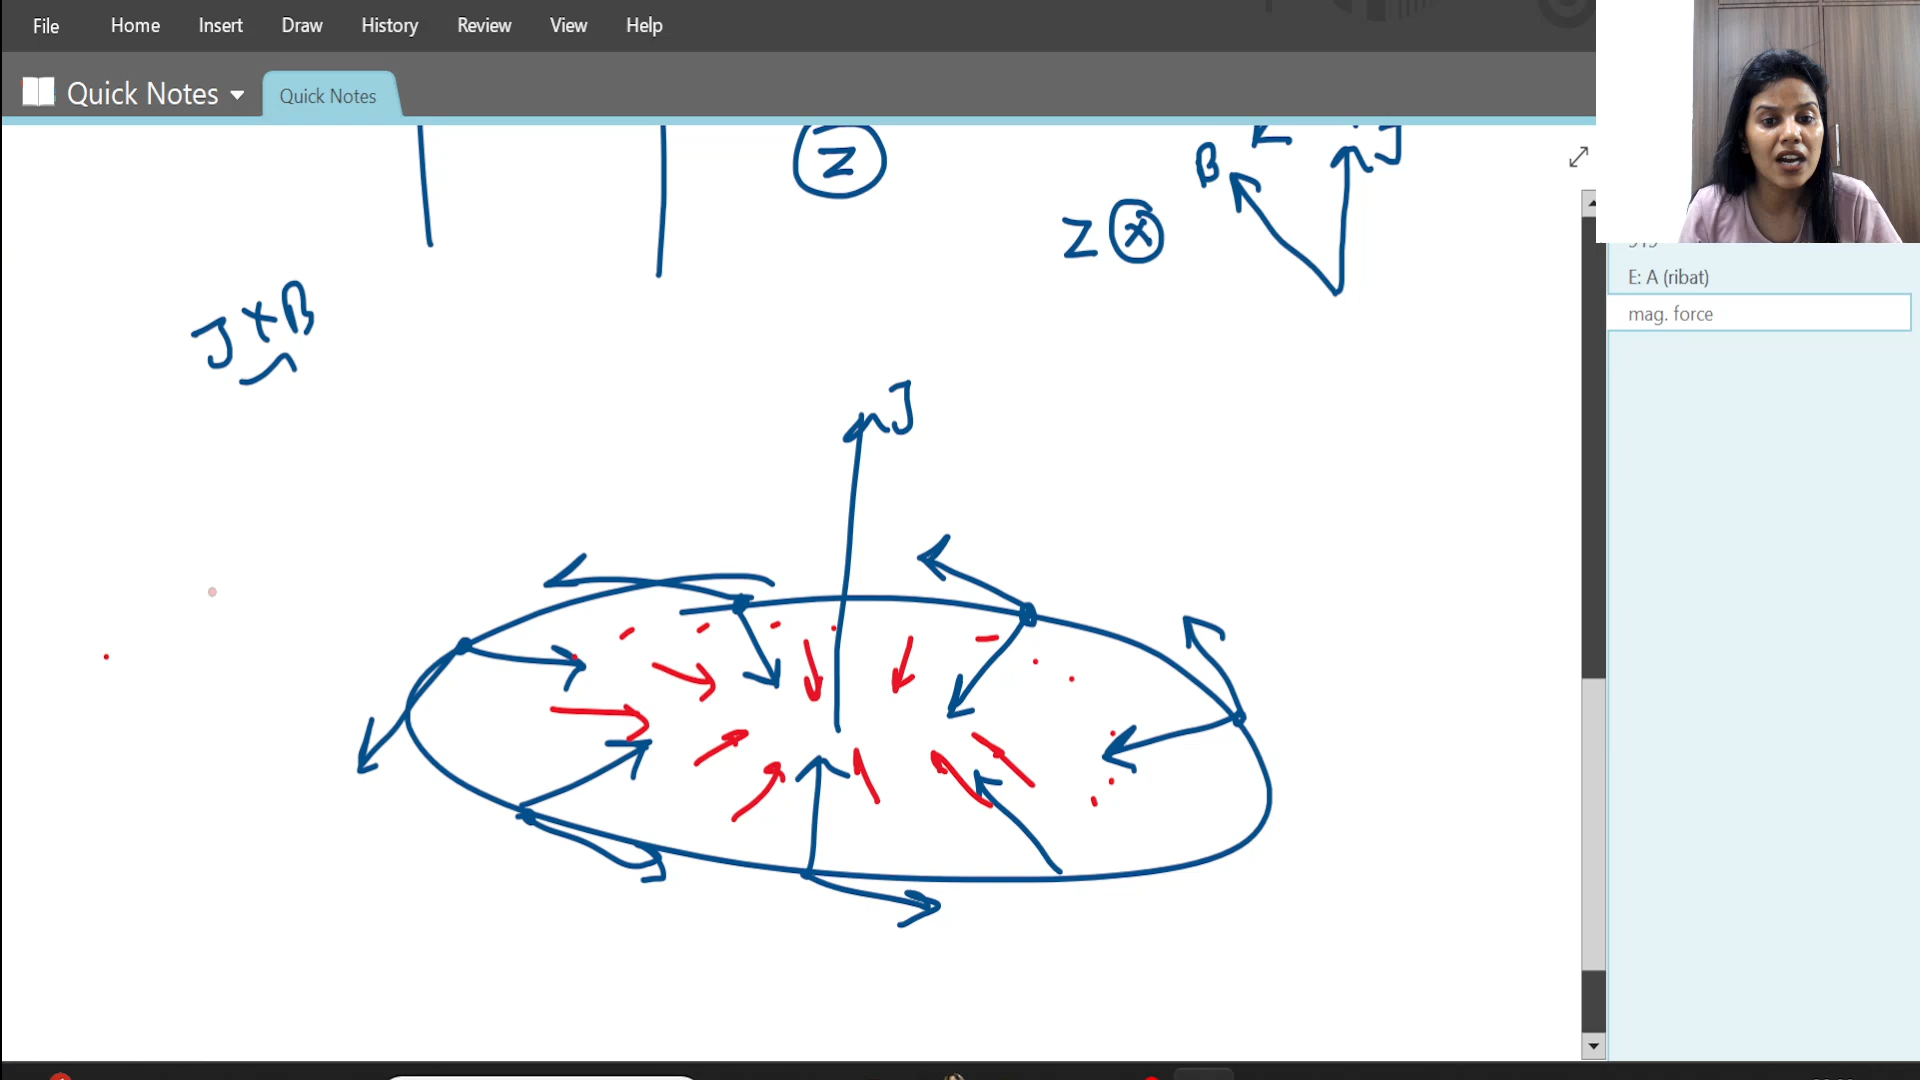 File Home Insert Draw History Review View Help
Quick Notes Quick Notes
Z
B J
Z X
E: A (ribat)
mag. force
J X B
J